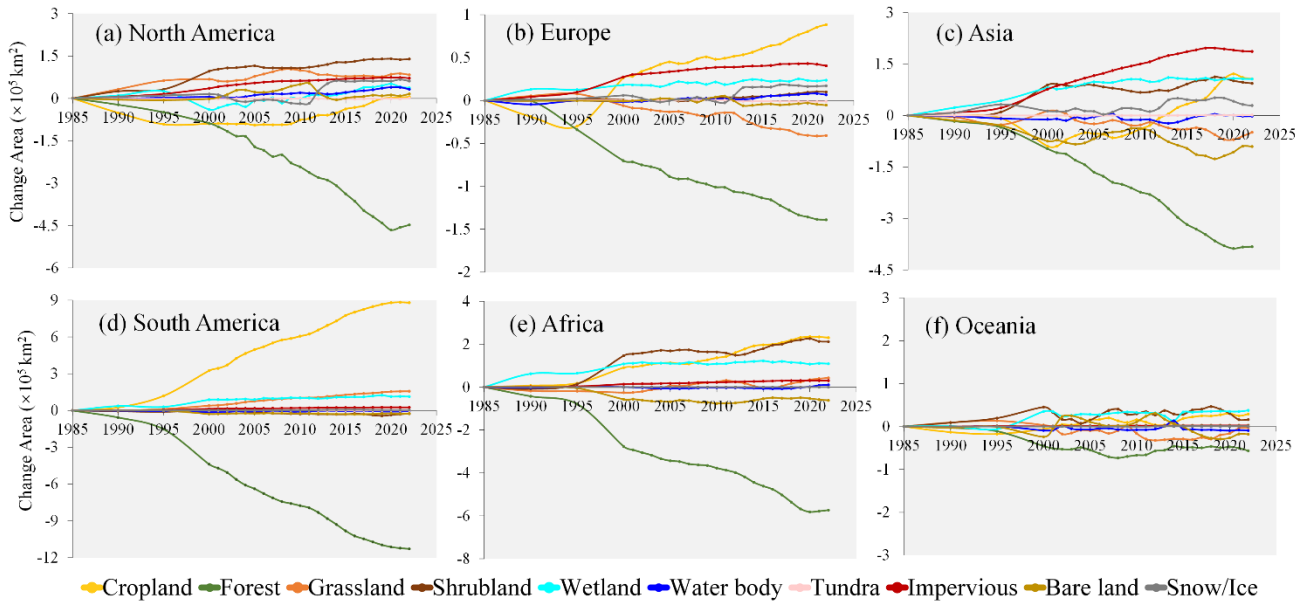 (a) North America
Change Area (×10⁵ km²)
3
1.5
0
-1.5
-3
-4.5
-6
1985 1990 1995 2000 2005 2010 2015 2020 2025
(b) Europe
1
0.5
0
-0.5
-1
-1.5
-2
1985 1990 1995 2000 2005 2010 2015 2020 2025
(c) Asia
3
1.5
0
-1.5
-3
-4.5
1985 1990 1995 2000 2005 2010 2015 2020 2025
(d) South America
Change Area (×10⁵ km²)
9
6
3
0
-3
-6
-9
-12
1985 1990 1995 2000 2005 2010 2015 2020 2025
(e) Africa
4
2
0
-2
-4
-6
-8
1985 1990 1995 2000 2005 2010 2015 2020 2025
(f) Oceania
3
2
1
0
-1
-2
-3
1985 1990 1995 2000 2005 2010 2015 2020 2025
Cropland Forest Grassland Shrubland Wetland Water body Tundra Impervious Bare land Snow/Ice